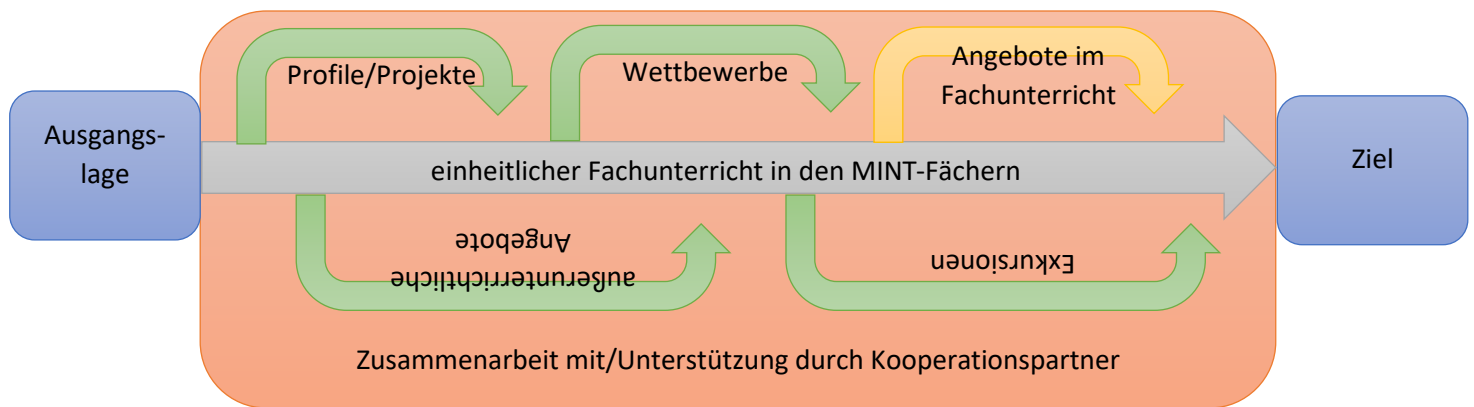 Profile/Projekte
Wettbewerbe
Angebote im
Fachunterricht
Ausgangs-
lage
einheitlicher Fachunterricht in den MINT-Fächern
Ziel
außerunterrichtliche
Angebote
Exkursionen
Zusammenarbeit mit/Unterstützung durch Kooperationspartner